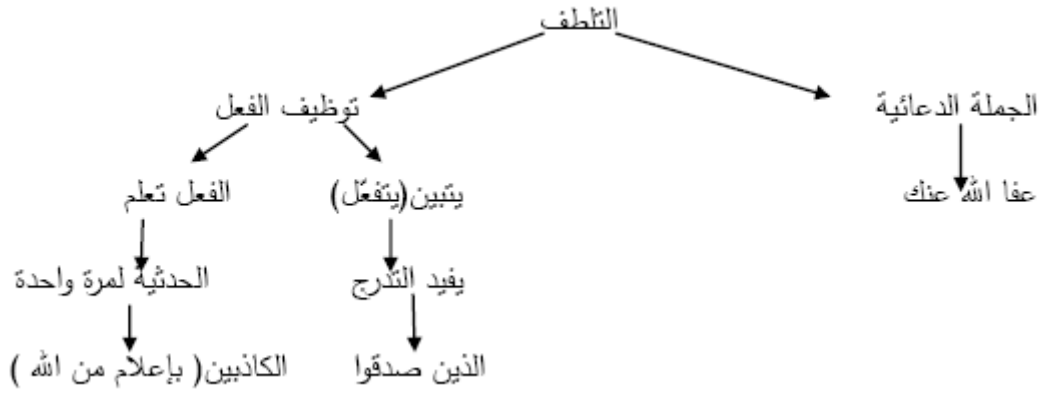 التلطف
الجملة الدعائية
توظيف الفعل
عفا الله عنك
يتبين(يتفعّل)
الفعل تعلم
يفيد التدرج
الحدثية لمرة واحدة
الذين صدقوا
الكاذبين( بإعلام من الله )